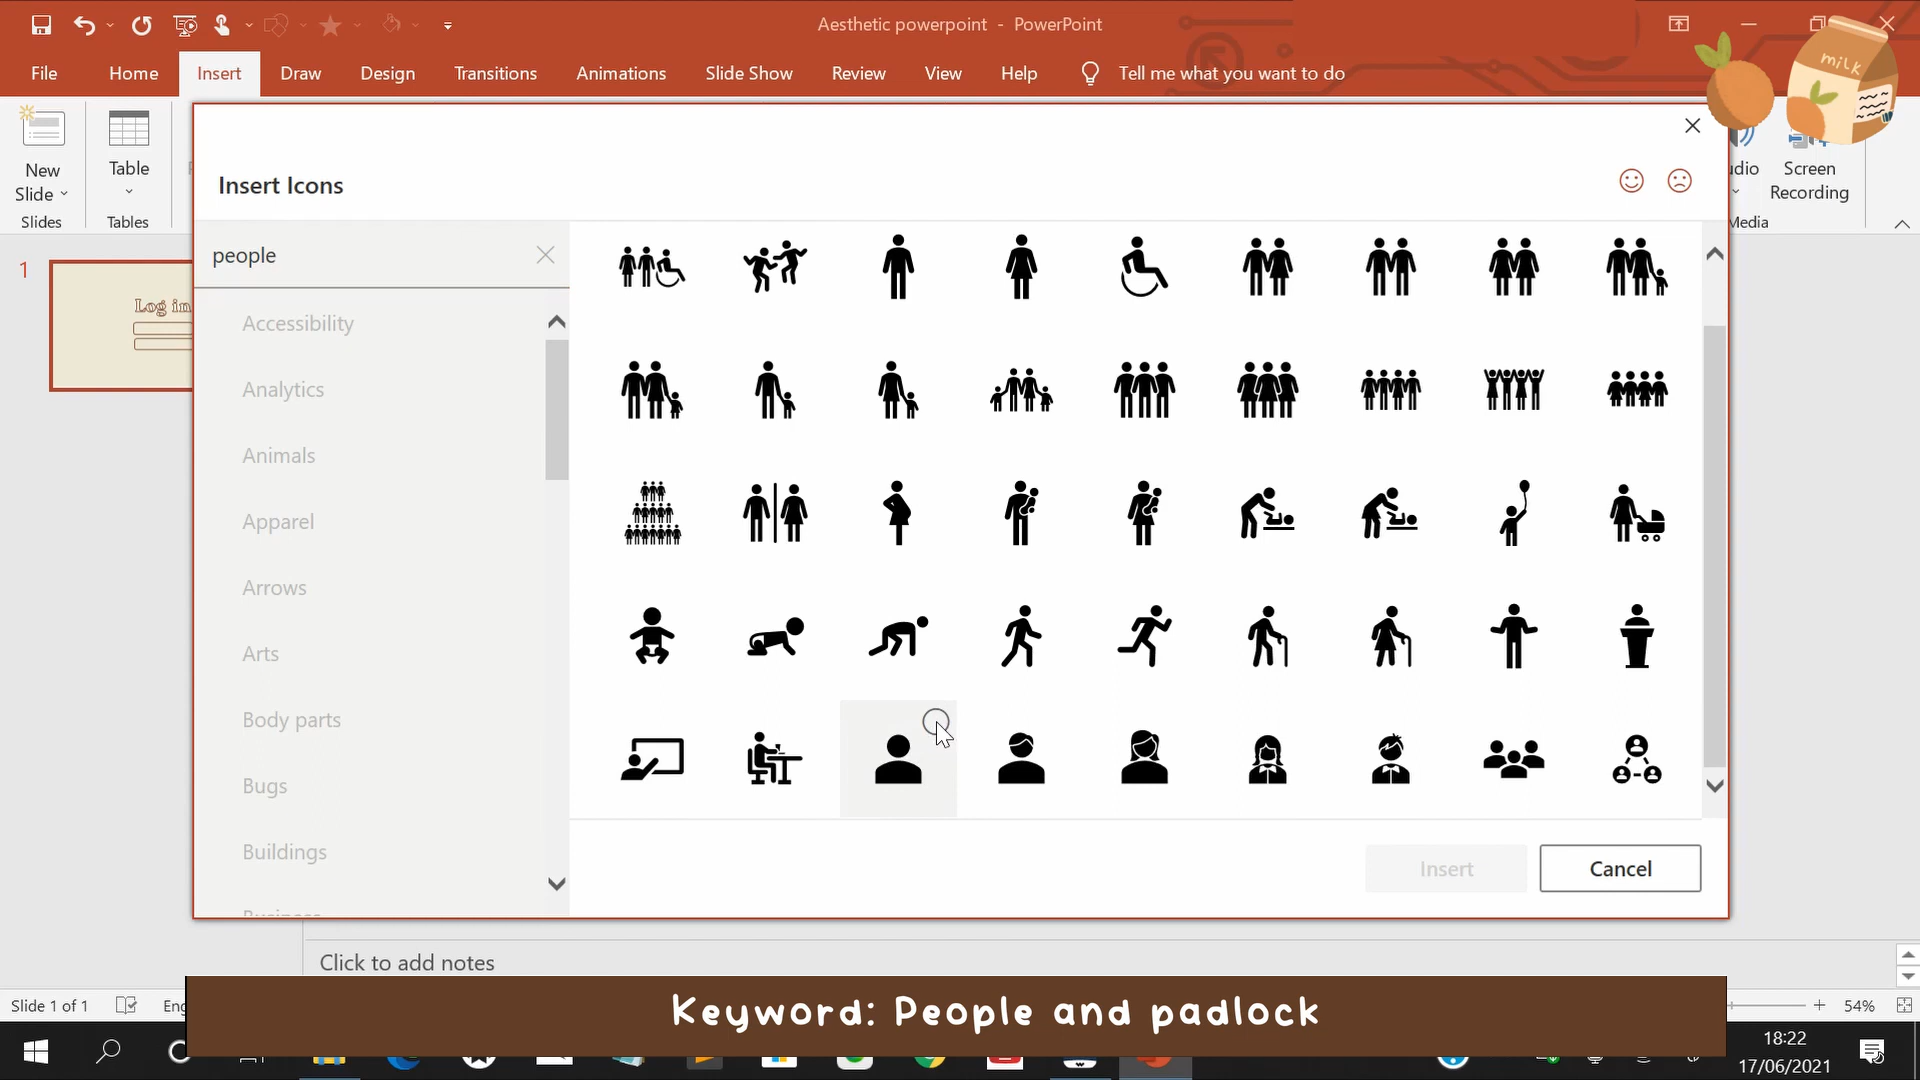 Aesthetic powerpoint - PowerPoint
milk
File Home Insert Draw Design Transitions Animations Slide Show Review View Help Tell me what you want to do
New Slide
Slides
Table
Tables
Screen Recording
Media
Insert Icons
people
Accessibility
Analytics
Animals
Apparel
Arrows
Arts
Body parts
Bugs
Buildings
Insert
Cancel
1
Log in
Click to add notes
Keyword: People and padlock
Slide 1 of 1
54%
18:22
17/06/2021